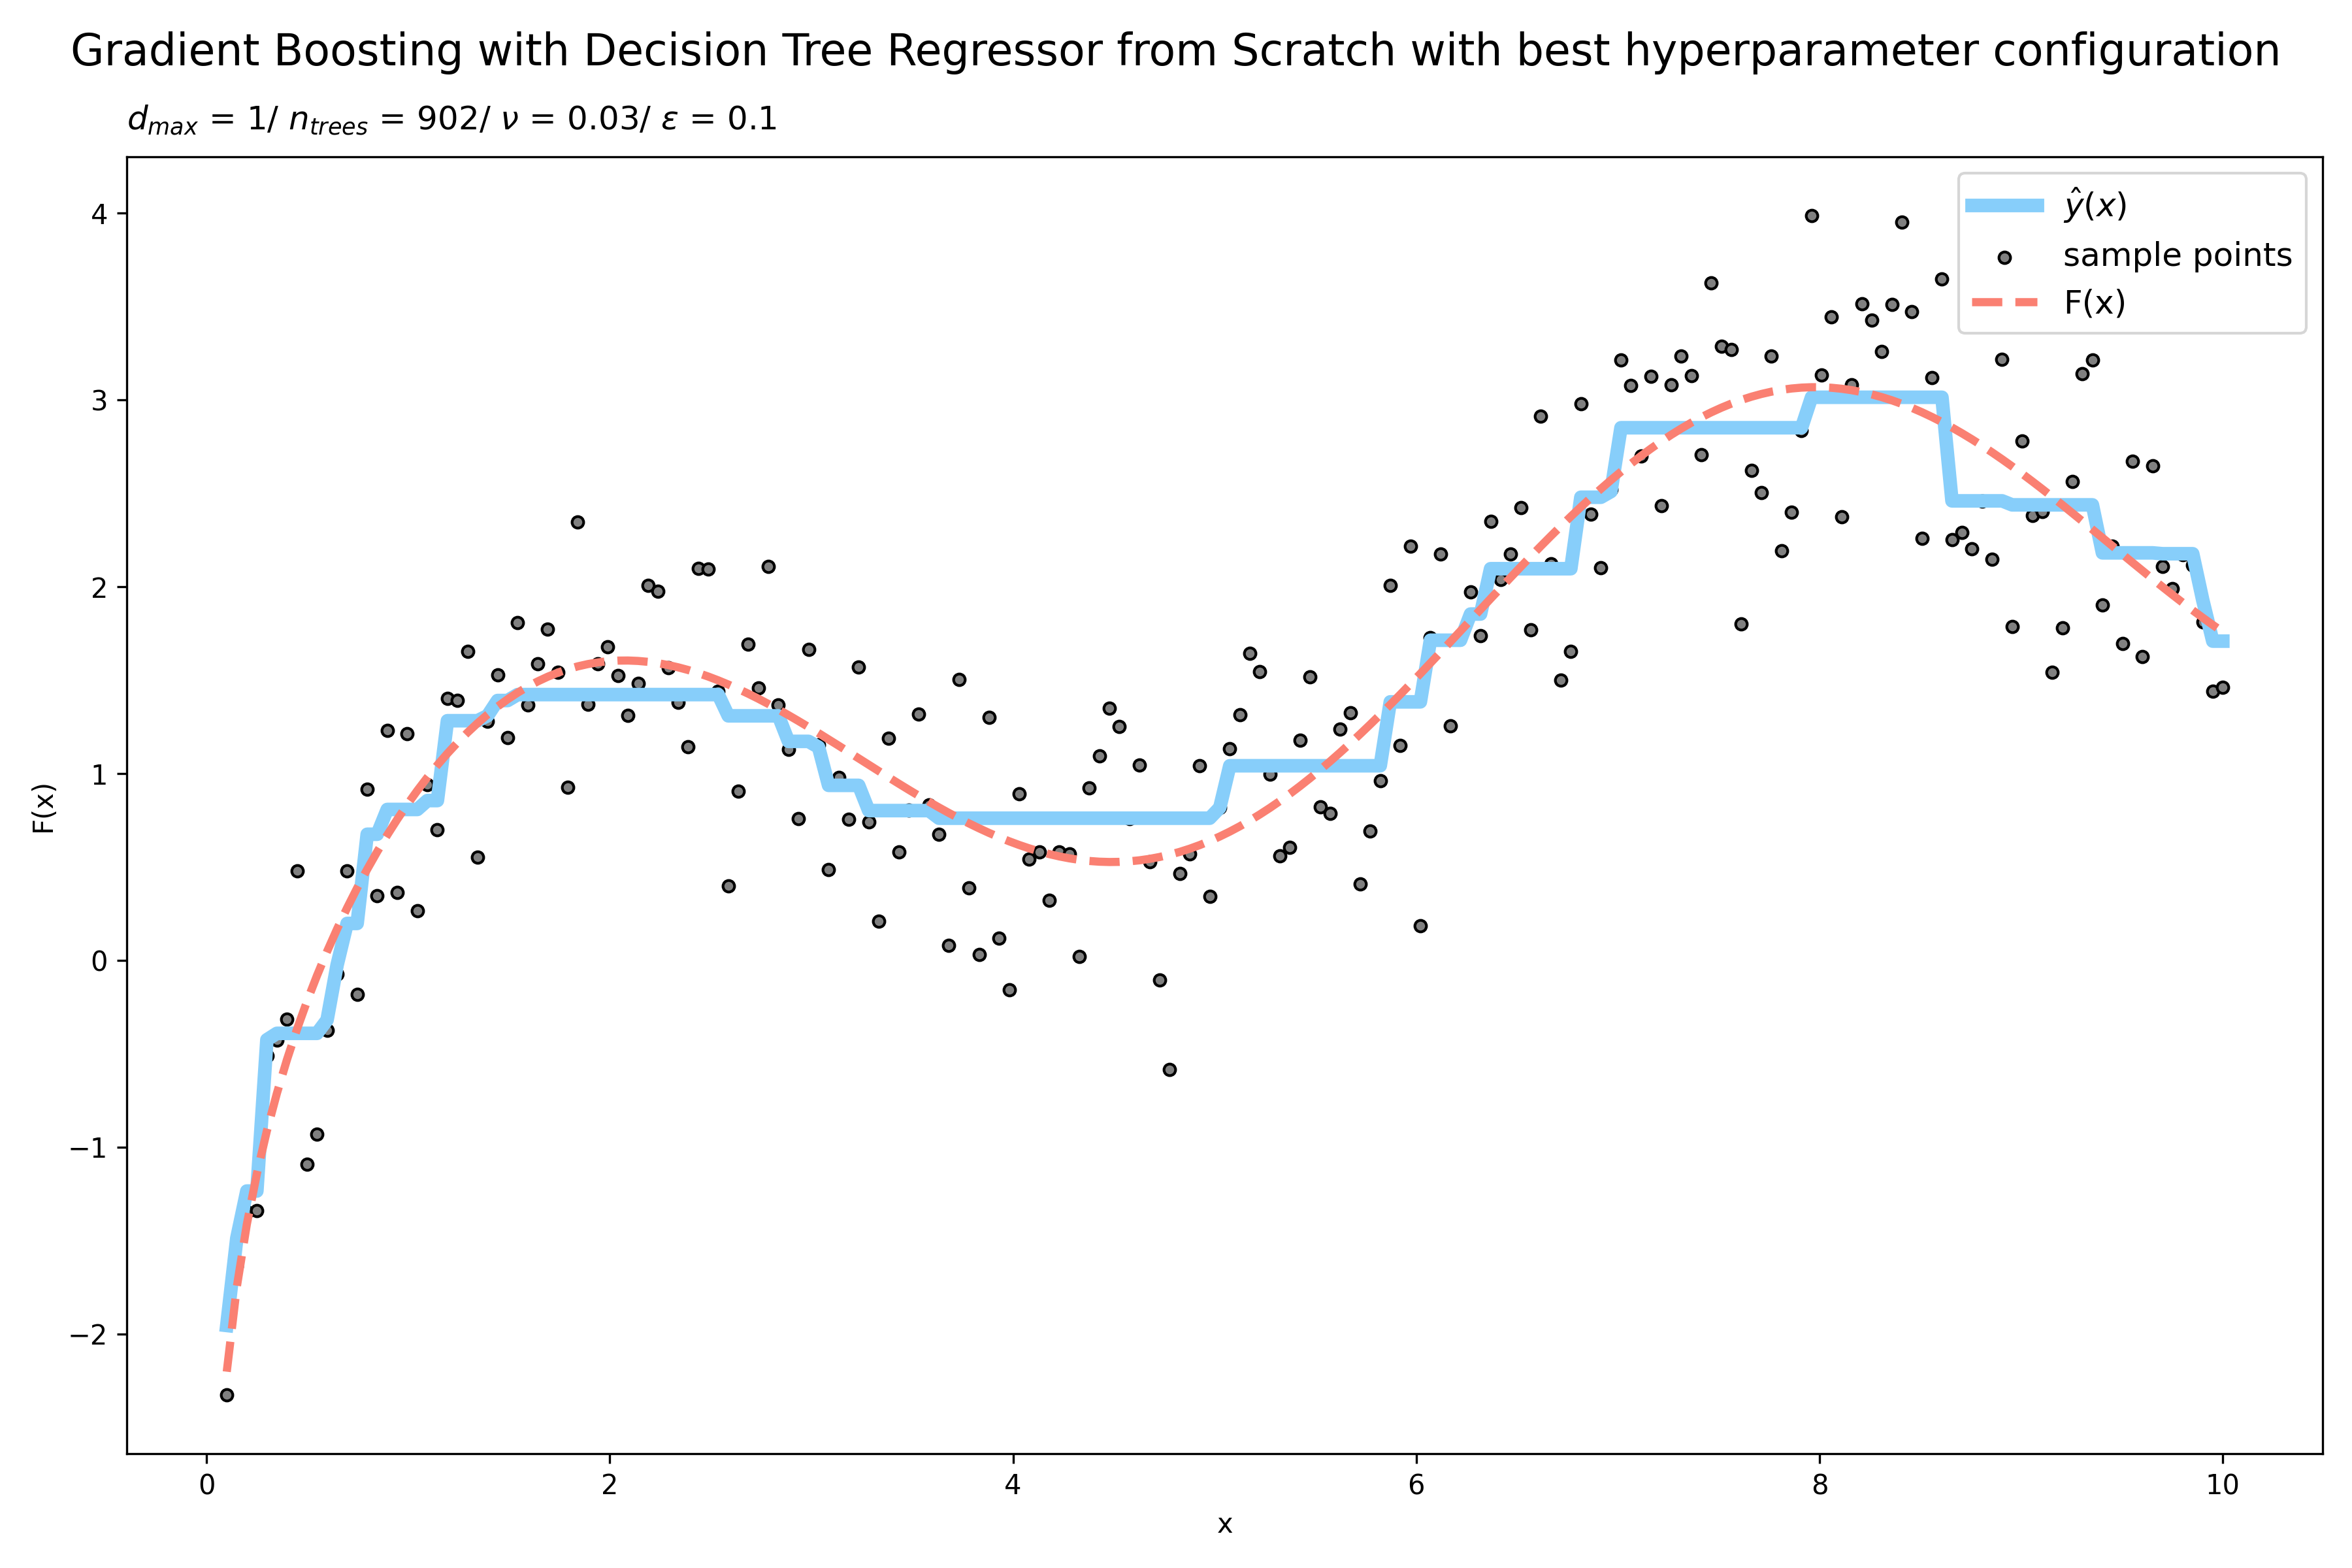 Gradient Boosting with Decision Tree Regressor from Scratch with best hyperparameter configuration
d_max = 1/ n_trees = 902/ ν = 0.03/ ε = 0.1
ŷ(x)
sample points
F(x)
4
3
2
1
0
−1
−2
F(x)
0 2 4 6 8 10
x